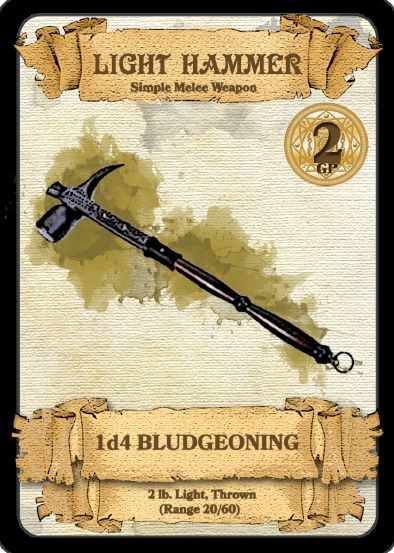 LIGHT HAMMER
Simple Melee Weapon
2
GP
1d4 BLUDGEONING
2 lb. Light, Thrown
(Range 20/60)